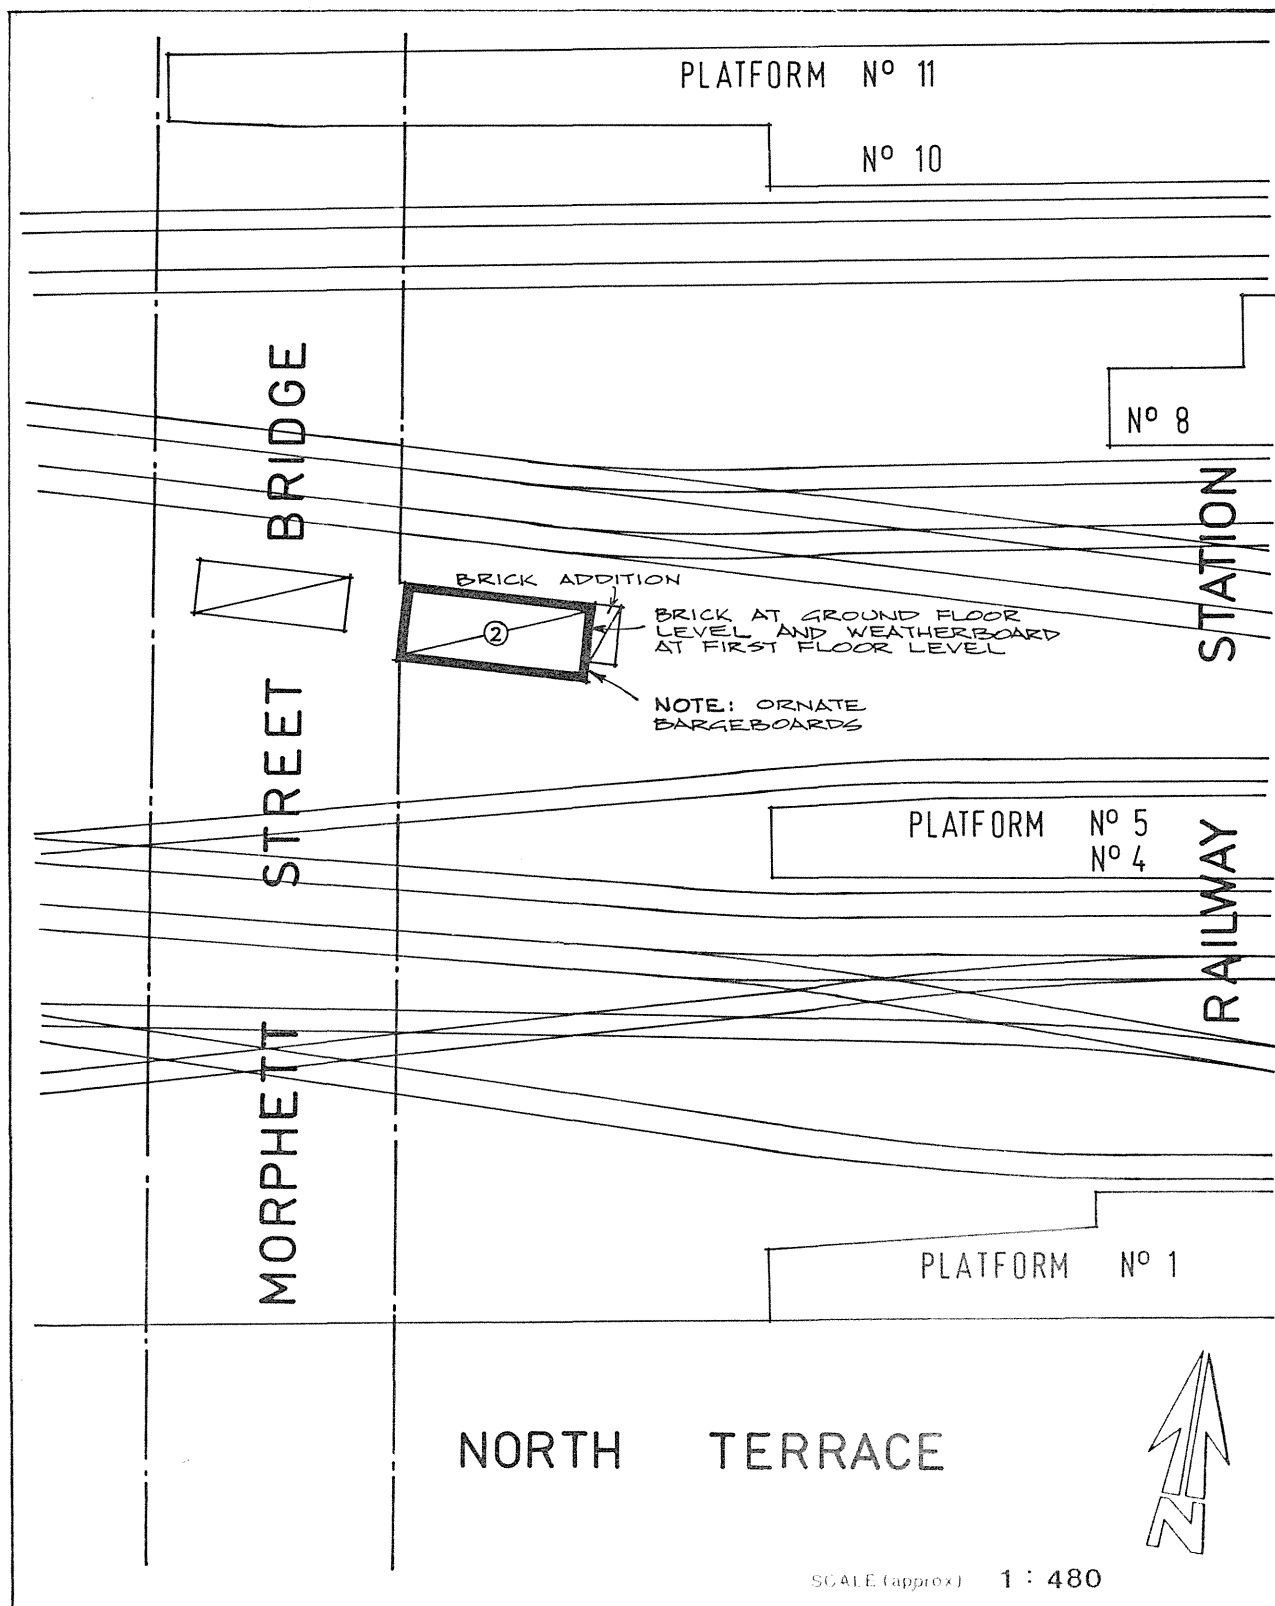 PLATFORM Nº 11
Nº 10
Nº 8
MORPHETT STREET BRIDGE
RAILWAY STATION
BRICK ADDITION
②
BRICK AT GROUND FLOOR
LEVEL AND WEATHERBOARD
AT FIRST FLOOR LEVEL
NOTE: ORNATE
BARGEBOARDS
PLATFORM Nº 5
Nº 4
PLATFORM Nº 1
NORTH TERRACE
N
SCALE (approx) 1 : 480